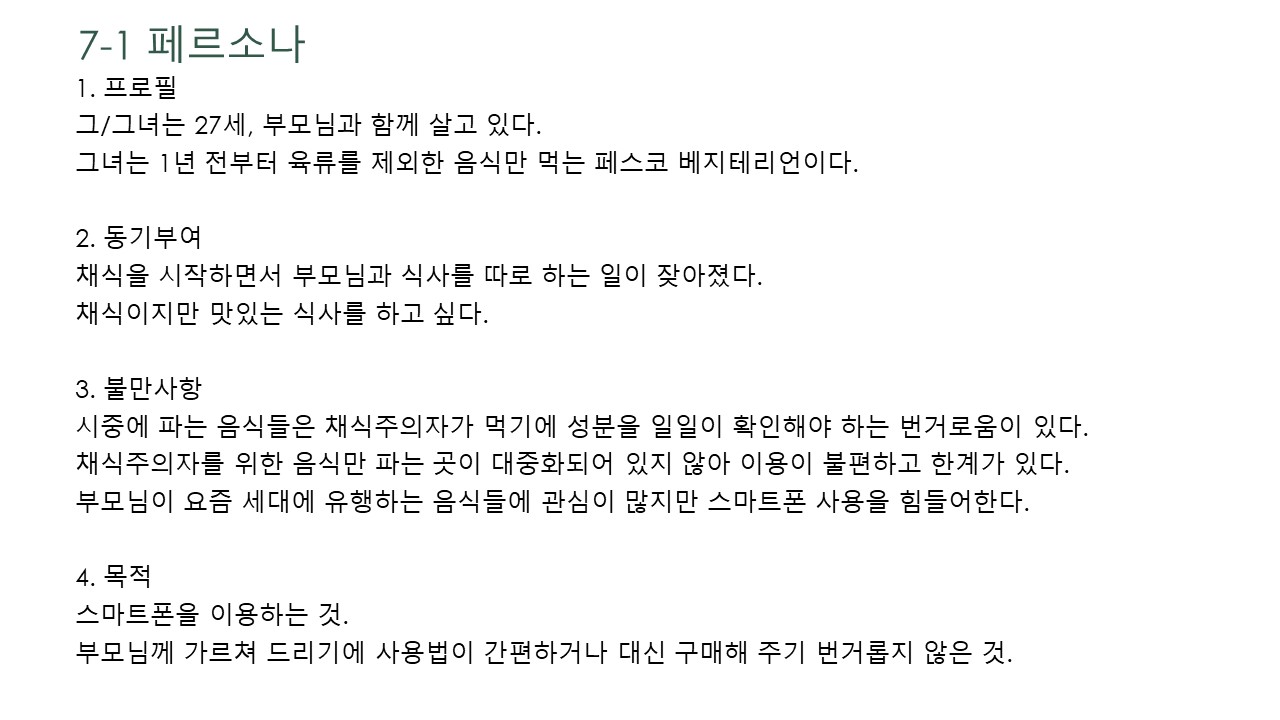 7-1 페르소나
1. 프로필
그/그녀는 27세, 부모님과 함께 살고 있다.
그녀는 1년 전부터 육류를 제외한 음식만 먹는 페스코 베지테리언이다.
2. 동기부여
채식을 시작하면서 부모님과 식사를 따로 하는 일이 잦아졌다.
채식이지만 맛있는 식사를 하고 싶다.
3. 불만사항
시중에 파는 음식들은 채식주의자가 먹기에 성분을 일일이 확인해야 하는 번거로움이 있다.
채식주의자를 위한 음식만 파는 곳이 대중화되어 있지 않아 이용이 불편하고 한계가 있다.
부모님이 요즘 세대에 유행하는 음식들에 관심이 많지만 스마트폰 사용을 힘들어한다.
4. 목적
스마트폰을 이용하는 것.
부모님께 가르쳐 드리기에 사용법이 간편하거나 대신 구매해 주기 번거롭지 않은 것.